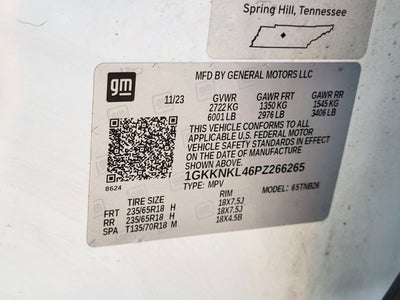 Spring Hill, Tennessee
gm
MFD BY GENERAL MOTORS LLC
11/23 GVWR GAWR FRT GAWR RR
2722 KG 1350 KG 1545 KG
6001 LB 2976 LB 3406 LB
THIS VEHICLE CONFORMS TO ALL
APPLICABLE U.S. FEDERAL MOTOR
VEHICLE SAFETY STANDARDS IN EFFECT
ON THE DATE OF MANUFACTURE
SHOWN ABOVE.
1GKKNKL46PZ266265
8624 TYPE: MPV MODEL: 6STNB26
TIRE SIZE RIM
FRT 235/65R18 H 18X7.5J
RR 235/65R18 H 18X7.5J
SPA T135/70R18 M 18X4.5B